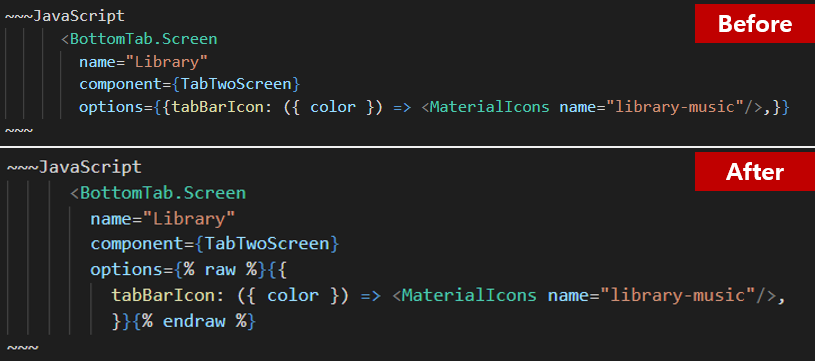 ~~~JavaScript
Before
<BottomTab.Screen
name="Library"
component={TabTwoScreen}
options={{tabBarIcon: ({ color }) => <MaterialIcons name="library-music"/>,}}
~~~
~~~JavaScript
After
<BottomTab.Screen
name="Library"
component={TabTwoScreen}
options={% raw %}{{
tabBarIcon: ({ color }) => <MaterialIcons name="library-music"/>,
}}{% endraw %}
~~~